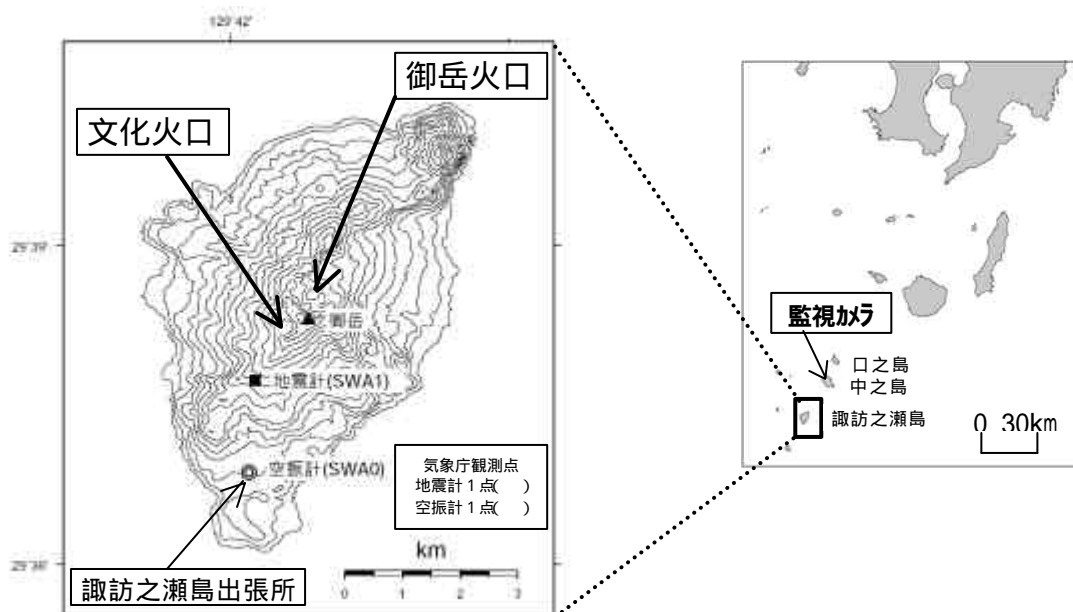 129°42'
御岳火口
文化火口
29°39'
御岳
地震計(SWA1)
空振計(SWA0)
気象庁観測点
地震計１点(　)
空振計１点(　)
km
0 1 2 3
諏訪之瀬島出張所
監視カメラ
口之島
中之島
諏訪之瀬島
0 30km